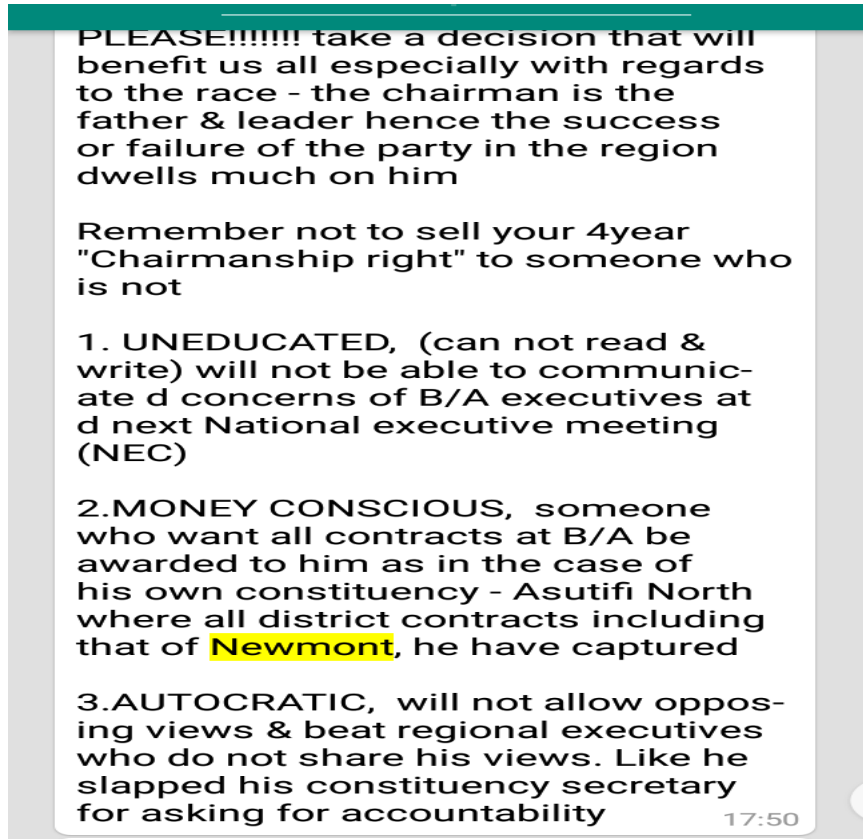 PLEASE!!!!!!! take a decision that will
benefit us all especially with regards
to the race - the chairman is the
father & leader hence the success
or failure of the party in the region
dwells much on him
Remember not to sell your 4year
"Chairmanship right" to someone who
is not
1. UNEDUCATED, (can not read &
write) will not be able to communic-
ate d concerns of B/A executives at
d next National executive meeting
(NEC)
2.MONEY CONSCIOUS, someone
who want all contracts at B/A be
awarded to him as in the case of
his own constituency - Asutifi North
where all district contracts including
that of Newmont, he have captured
3.AUTOCRATIC, will not allow oppos-
ing views & beat regional executives
who do not share his views. Like he
slapped his constituency secretary
for asking for accountability
17:50